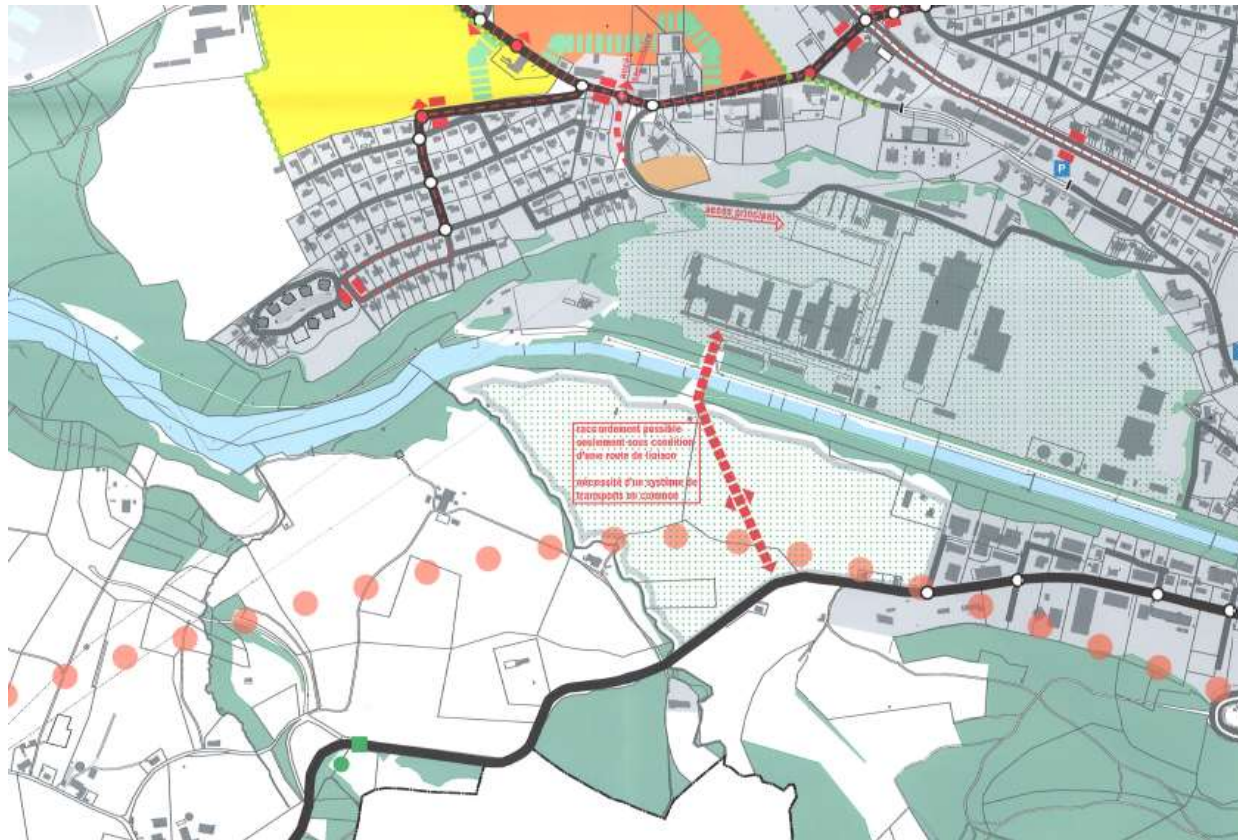 P
accès principal
raccordement possible
seulement sous condition
d'une route de liaison
nécessité d'un système de
transports en commun